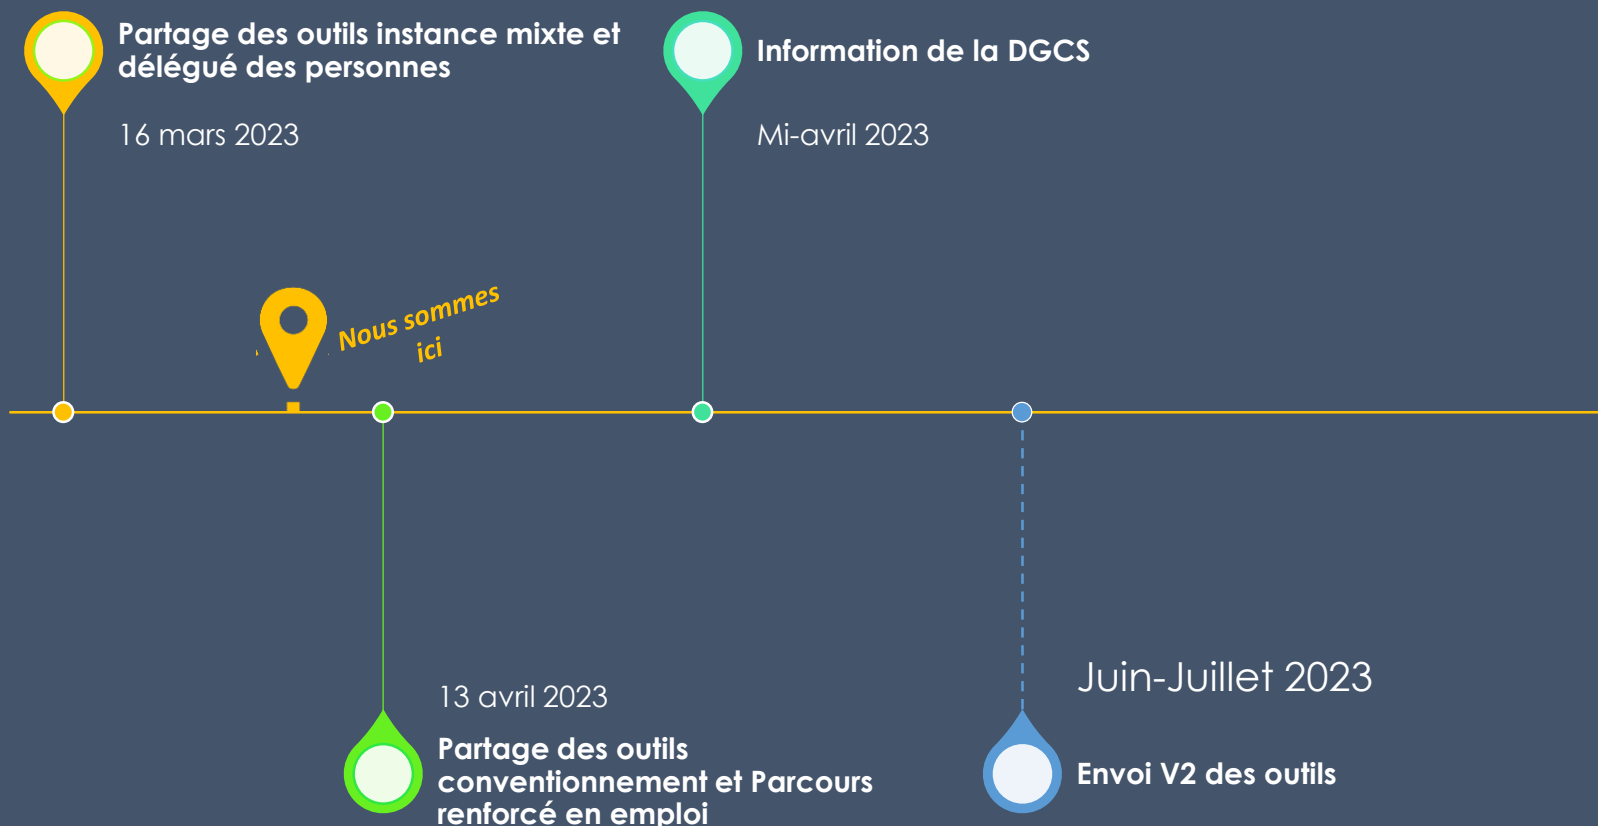 Partage des outils instance mixte et
délégué des personnes
16 mars 2023
Information de la DGCS
Mi-avril 2023
Nous sommes
ici
13 avril 2023
Partage des outils
conventionnement et Parcours
renforcé en emploi
Juin-Juillet 2023
Envoi V2 des outils